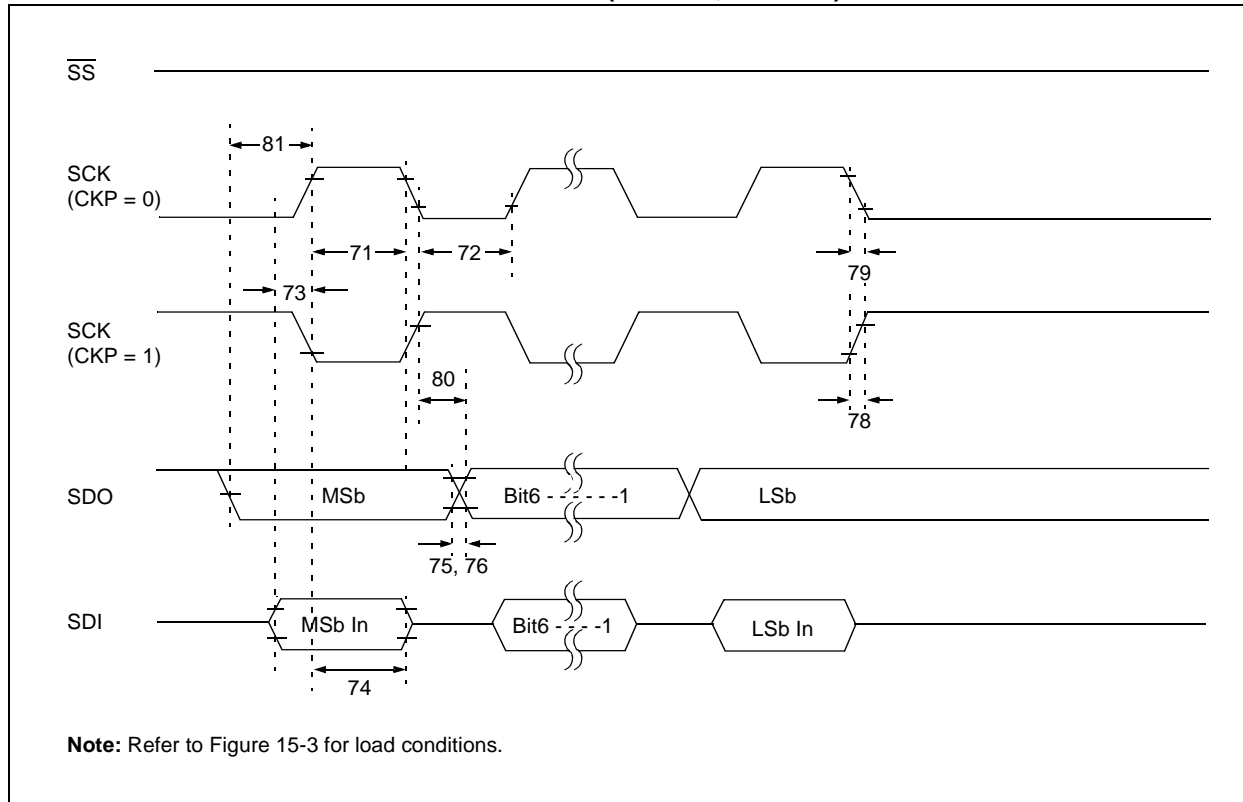 SS
81
SCK
(CKP = 0)
71
72
79
73
SCK
(CKP = 1)
80
78
SDO
MSb
Bit6 - - - - - -1
LSb
75, 76
SDI
MSb In
Bit6 - - - -1
LSb In
74
Note: Refer to Figure 15-3 for load conditions.